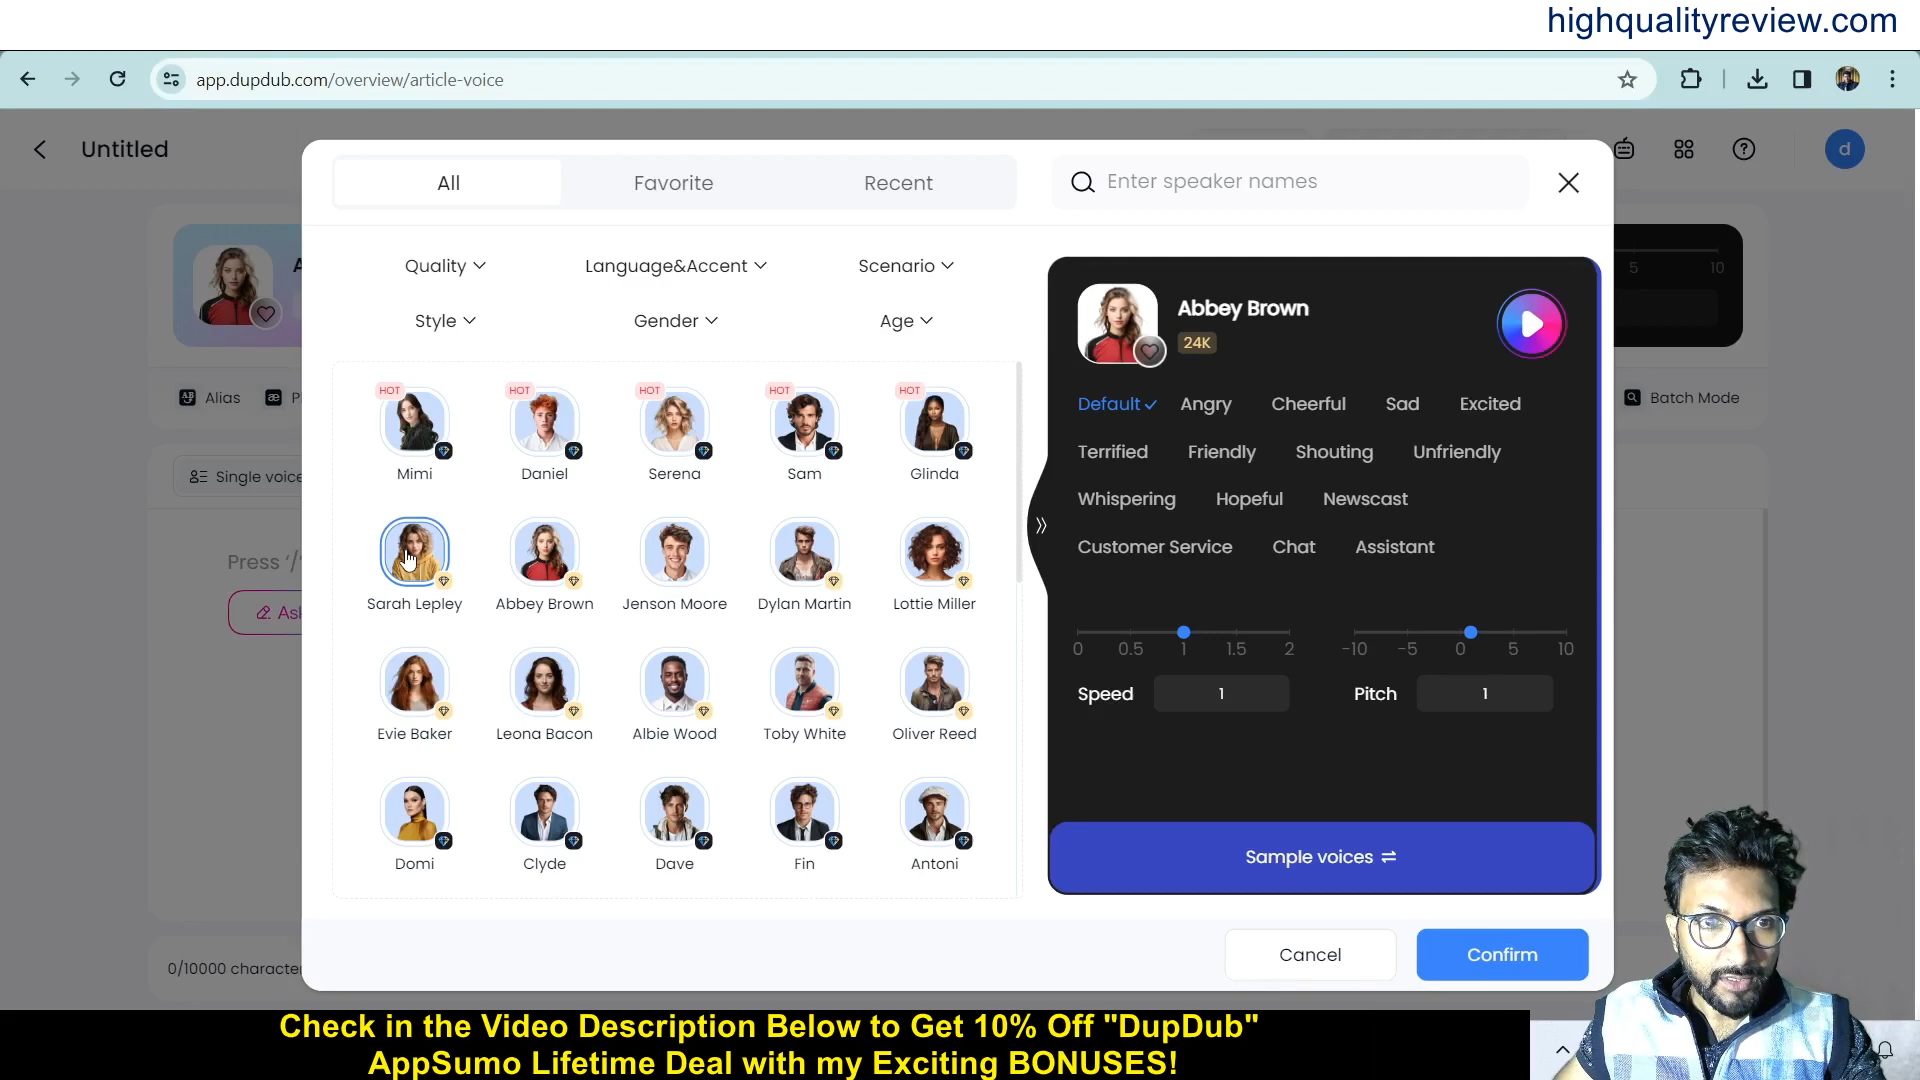 highqualityreview.com
app.dupdub.com/overview/article-voice
Untitled
d
All
Favorite
Recent
Enter speaker names
Quality
Language&Accent
Scenario
Style
Gender
Age
5
10
Alias
Batch Mode
Single voice
Press '/'
0/10000 characte
HOT
HOT
HOT
HOT
HOT
Mimi
Daniel
Serena
Sam
Glinda
Sarah Lepley
Abbey Brown
Jenson Moore
Dylan Martin
Lottie Miller
Evie Baker
Leona Bacon
Albie Wood
Toby White
Oliver Reed
Domi
Clyde
Dave
Fin
Antoni
Abbey Brown
24K
Default
Angry
Cheerful
Sad
Excited
Terrified
Friendly
Shouting
Unfriendly
Whispering
Hopeful
Newscast
Customer Service
Chat
Assistant
0 0.5 1 1.5 2
-10 -5 0 5 10
Speed 1
Pitch 1
Sample voices
Cancel
Confirm
Check in the Video Description Below to Get 10% Off "DupDub"
AppSumo Lifetime Deal with my Exciting BONUSES!